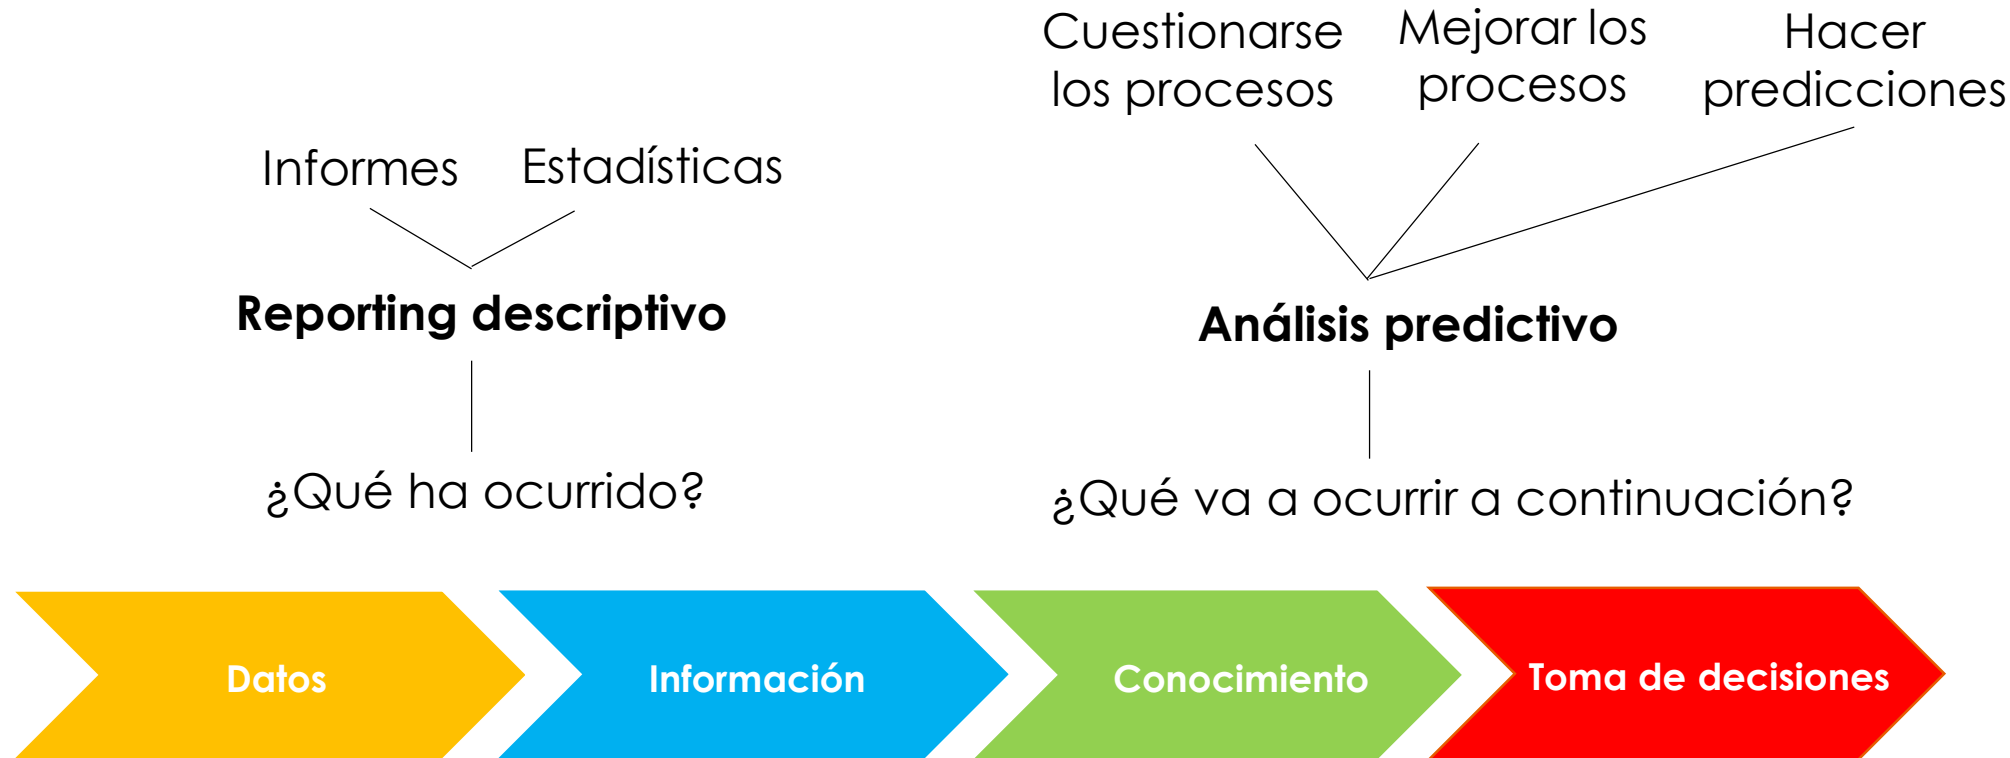 Informes
Estadísticas
Reporting descriptivo
¿Qué ha ocurrido?
Cuestionarse
los procesos
Mejorar los
procesos
Hacer
predicciones
Análisis predictivo
¿Qué va a ocurrir a continuación?
Datos
Información
Conocimiento
Toma de decisiones